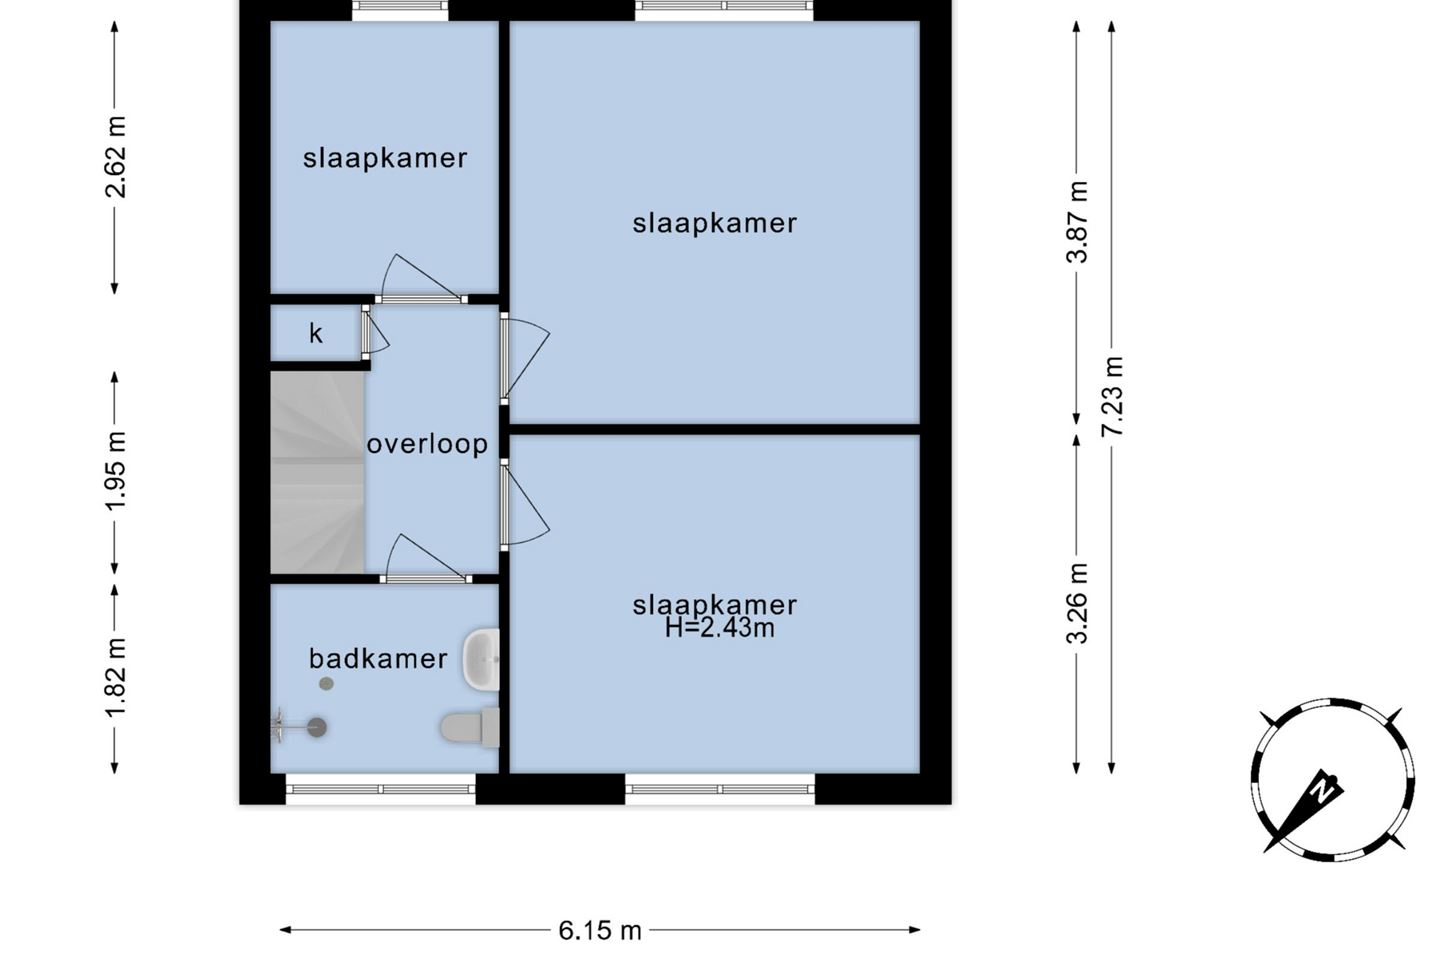 slaapkamer
2.62 m
slaapkamer
3.87 m
k
7.23 m
overloop
1.95 m
slaapkamer
H=2.43m
3.26 m
badkamer
1.82 m
N
6.15 m